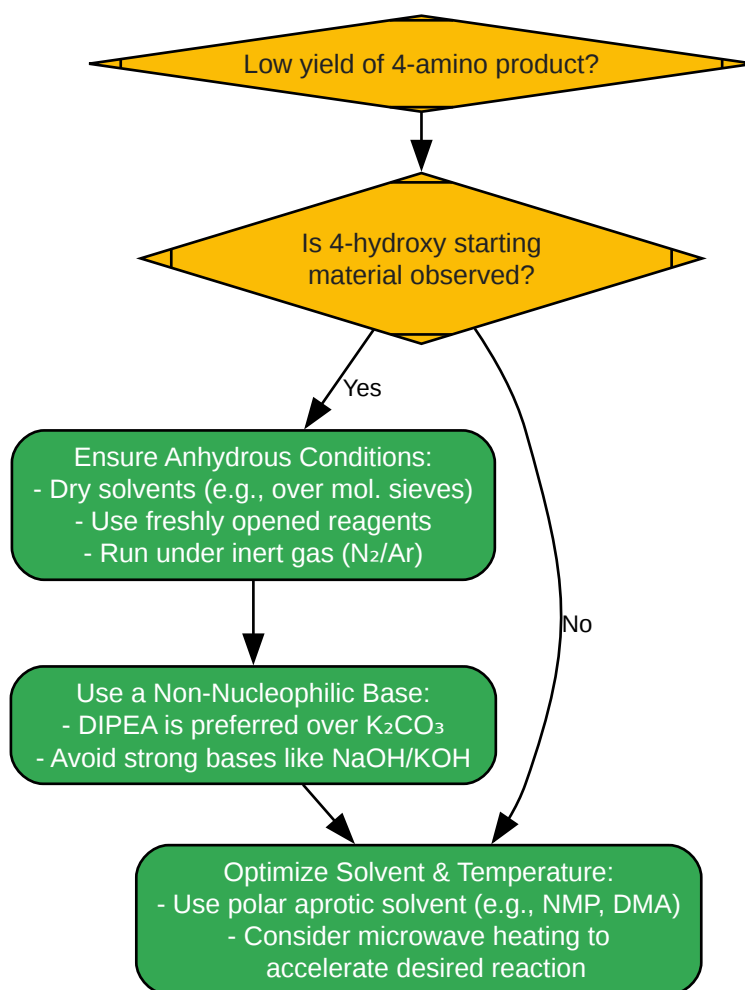 Low yield of 4-amino product?
Is 4-hydroxy starting
material observed?
Yes
Ensure Anhydrous Conditions:
- Dry solvents (e.g., over mol. sieves)
- Use freshly opened reagents
- Run under inert gas (N₂/Ar)
No
Use a Non-Nucleophilic Base:
- DIPEA is preferred over K₂CO₃
- Avoid strong bases like NaOH/KOH
Optimize Solvent & Temperature:
- Use polar aprotic solvent (e.g., NMP, DMA)
- Consider microwave heating to
accelerate desired reaction